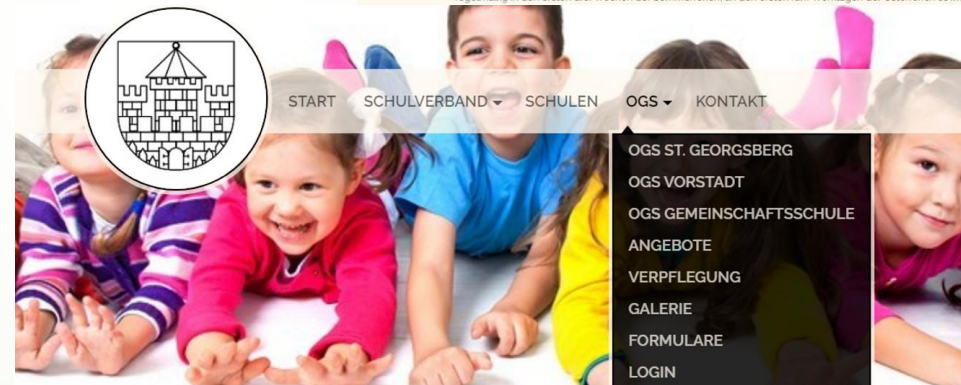 START SCHULVERBAND SCHULEN OGS KONTAKT
OGS ST. GEORGSBERG
OGS VORSTADT
OGS GEMEINSCHAFTSSCHULE
ANGEBOTE
VERPFLEGUNG
GALERIE
FORMULARE
LOGIN